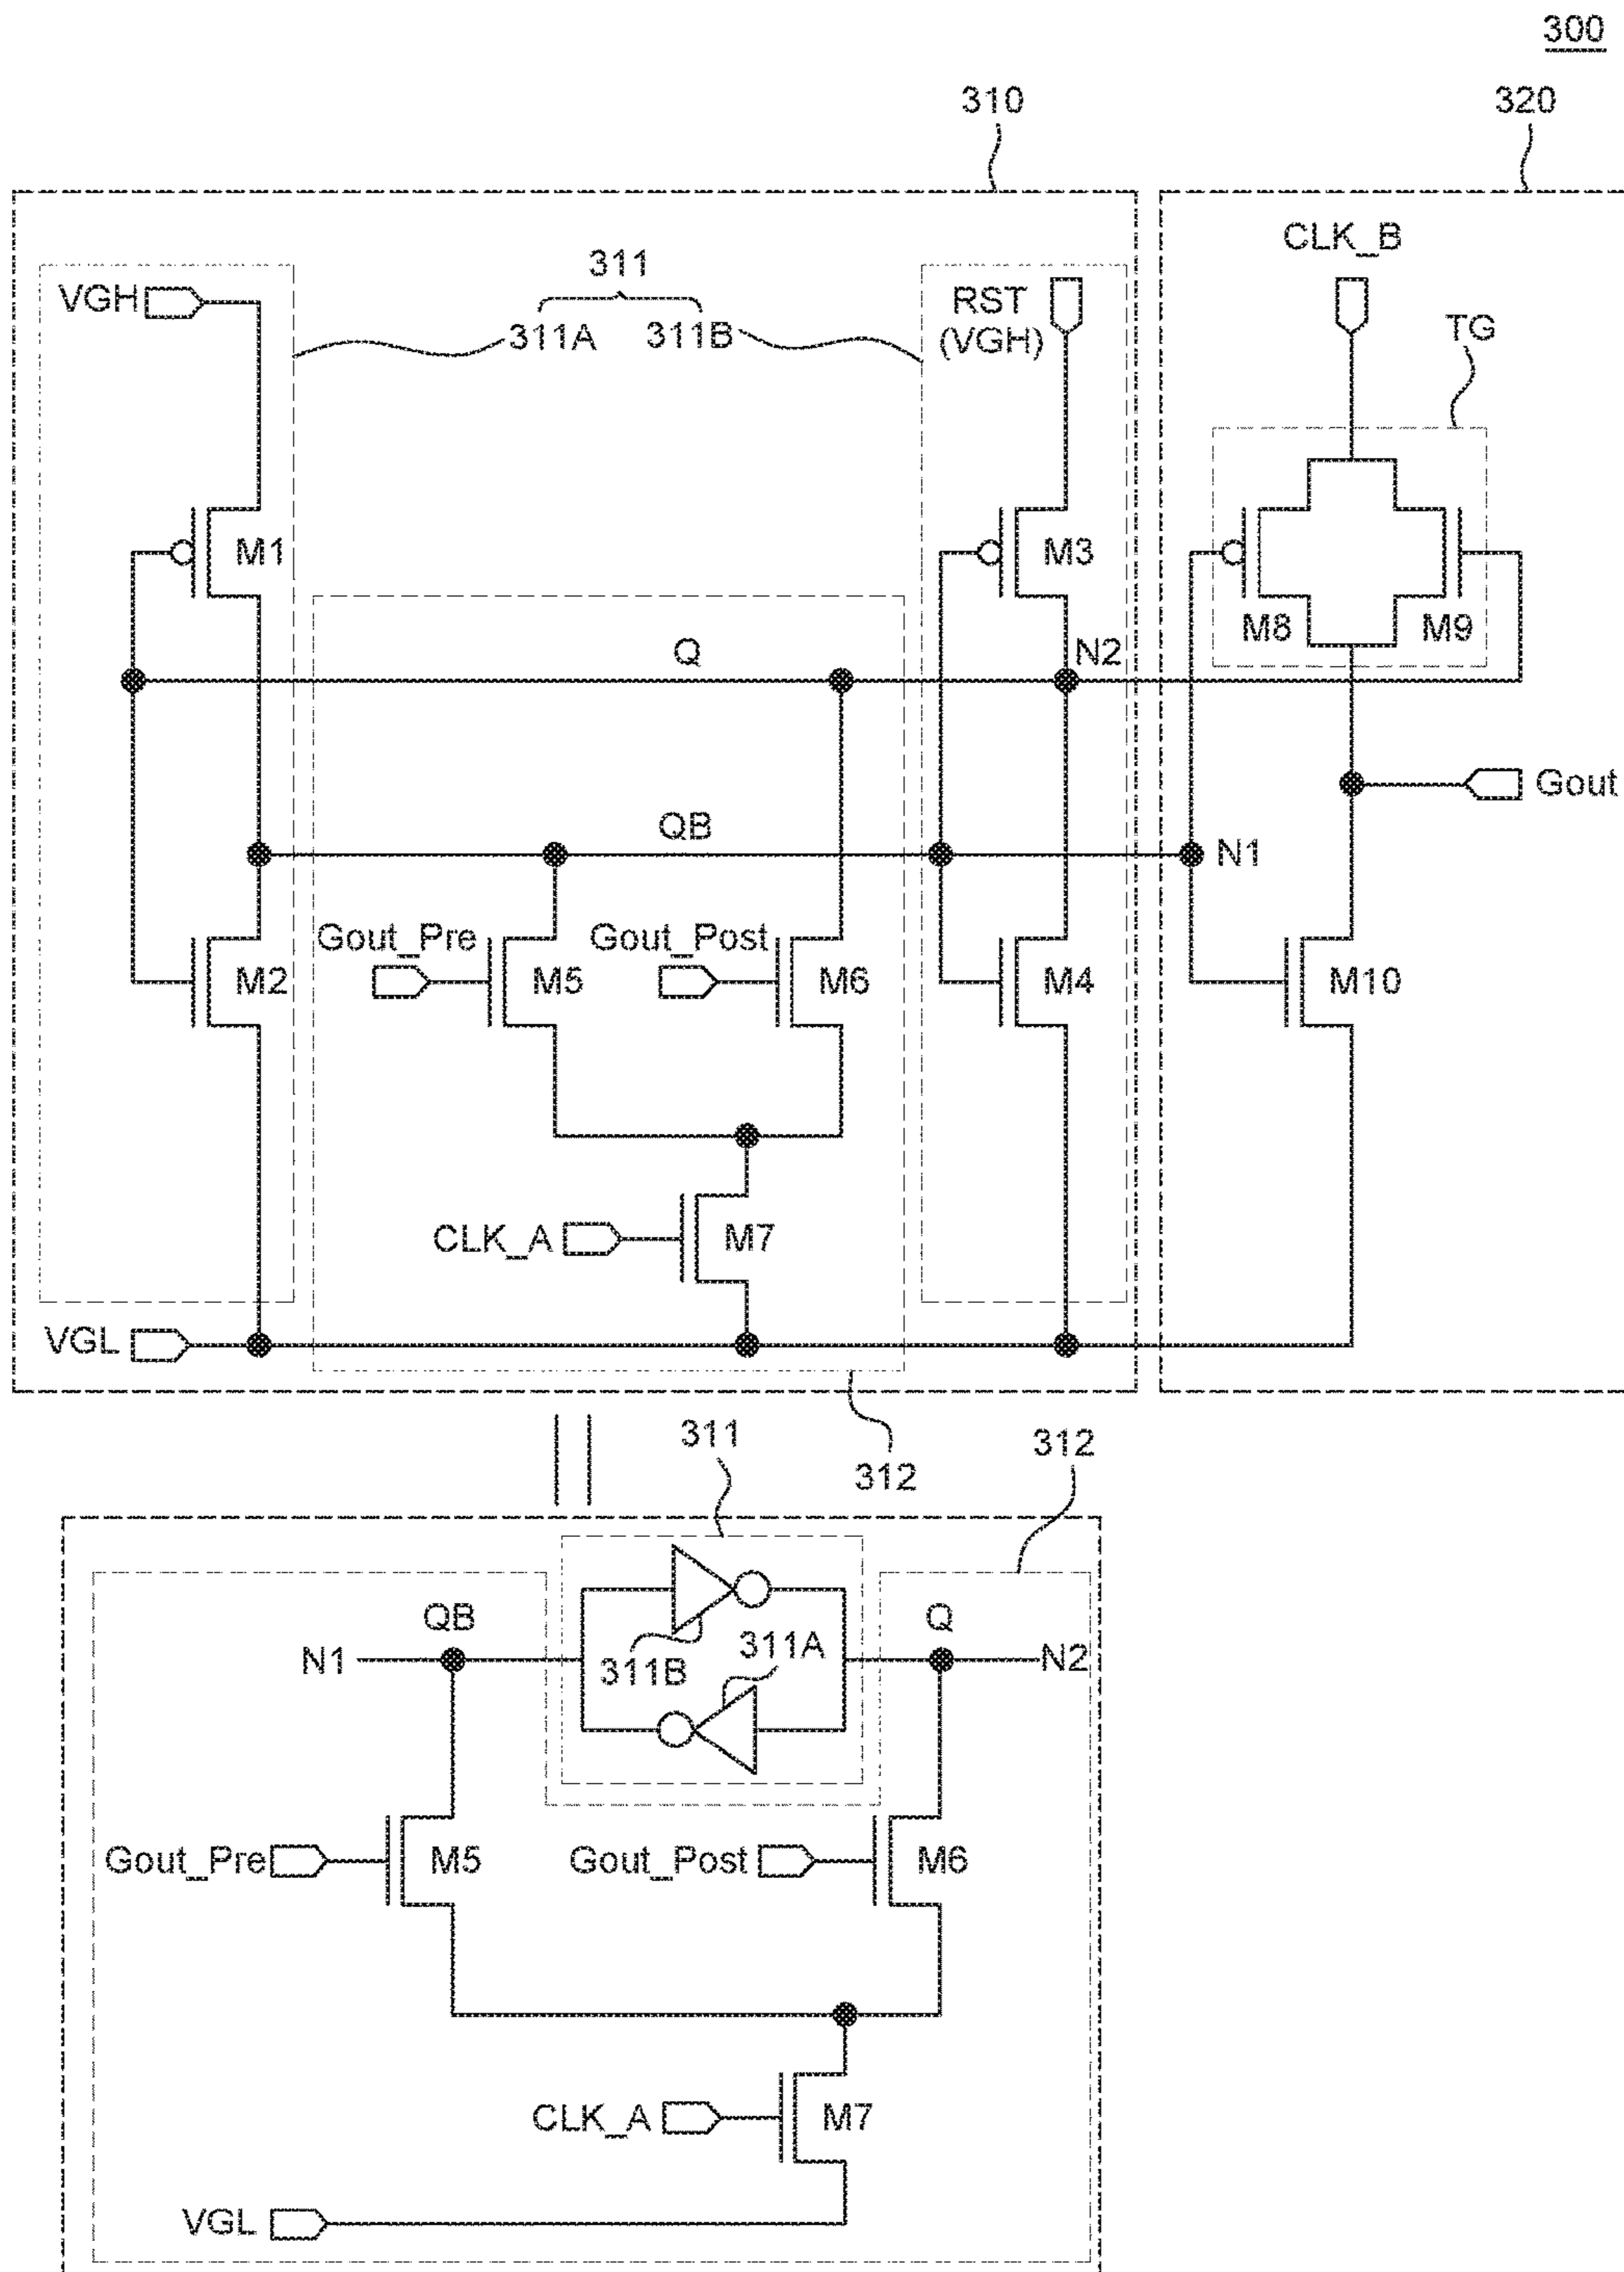 300
310
320
CLK_B
VGH
311
311A
311B
RST
(VGH)
TG
M1
M3
M8
M9
Q
N2
Gout
QB
N1
Gout_Pre
Gout_Post
M2
M5
M6
M4
M10
CLK_A
M7
VGL
311
312
312
QB
Q
N1
311B
311A
N2
Gout_Pre
M5
Gout_Post
M6
CLK_A
M7
VGL